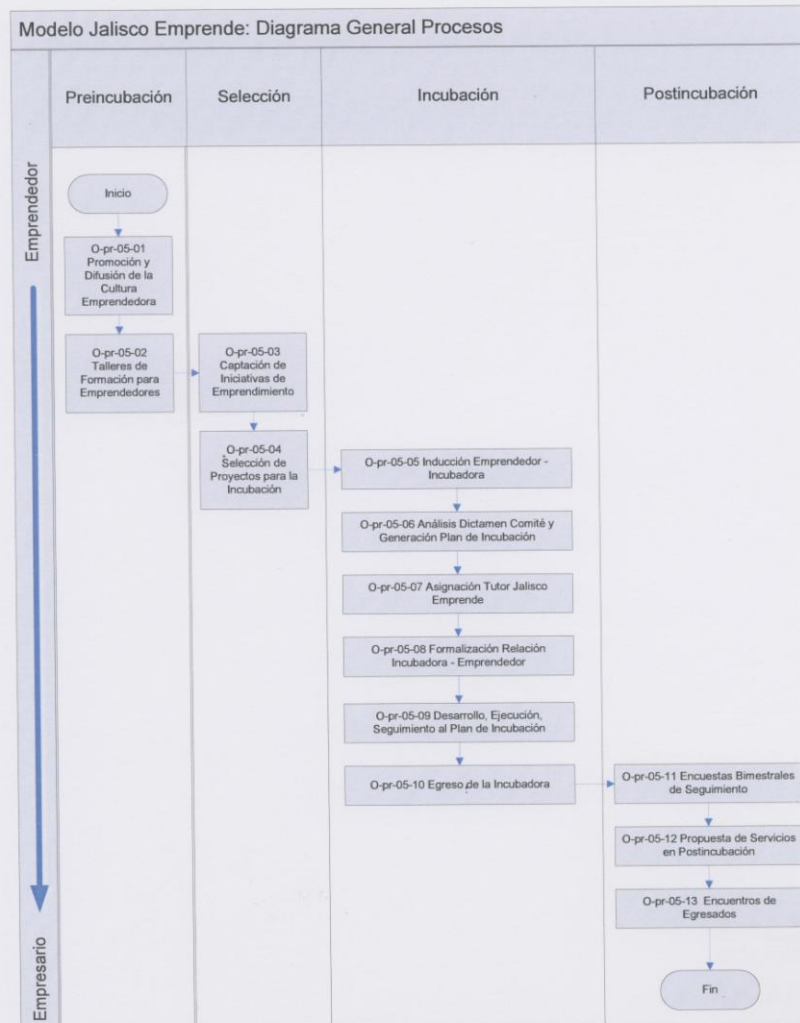 Modelo Jalisco Emprende: Diagrama General Procesos
Preincubación
Selección
Incubación
Postincubación
Emprendedor
Inicio
O-pr-05-01
Promoción y
Difusión de la
Cultura
Emprendedora
O-pr-05-02
Talleres de
Formación para
Emprendedores
O-pr-05-03
Captación de
Iniciativas de
Emprendimiento
O-pr-05-04
Selección de
Proyectos para la
Incubación
O-pr-05-05 Inducción Emprendedor -
Incubadora
O-pr-05-06 Análisis Dictamen Comité y
Generación Plan de Incubación
O-pr-05-07 Asignación Tutor Jalisco
Emprende
O-pr-05-08 Formalización Relación
Incubadora - Emprendedor
O-pr-05-09 Desarrollo, Ejecución,
Seguimiento al Plan de Incubación
O-pr-05-10 Egreso de la Incubadora
O-pr-05-11 Encuestas Bimestrales
de Seguimiento
O-pr-05-12 Propuesta de Servicios
en Postincubación
O-pr-05-13 Encuentros de
Egresados
Fin
Empresario